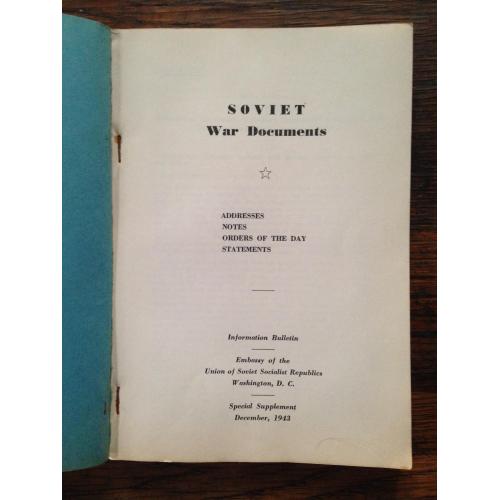 SOVIET
War Documents
ADDRESSES
NOTES
ORDERS OF THE DAY
STATEMENTS
Information Bulletin
Embassy of the
Union of Soviet Socialist Republics
Washington, D. C.
Special Supplement
December, 1943